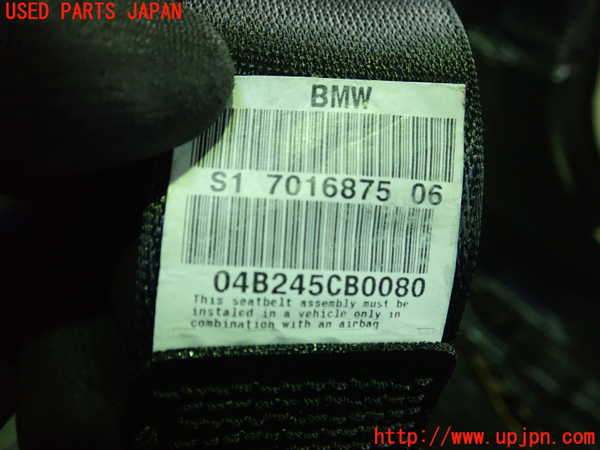 USED PARTS JAPAN
BMW
S1 7016875 06
04B245CB0080
This seatbelt assembly must be
instaled in a vehicle only in
combination with an airbag
http://www.upjpn.com/